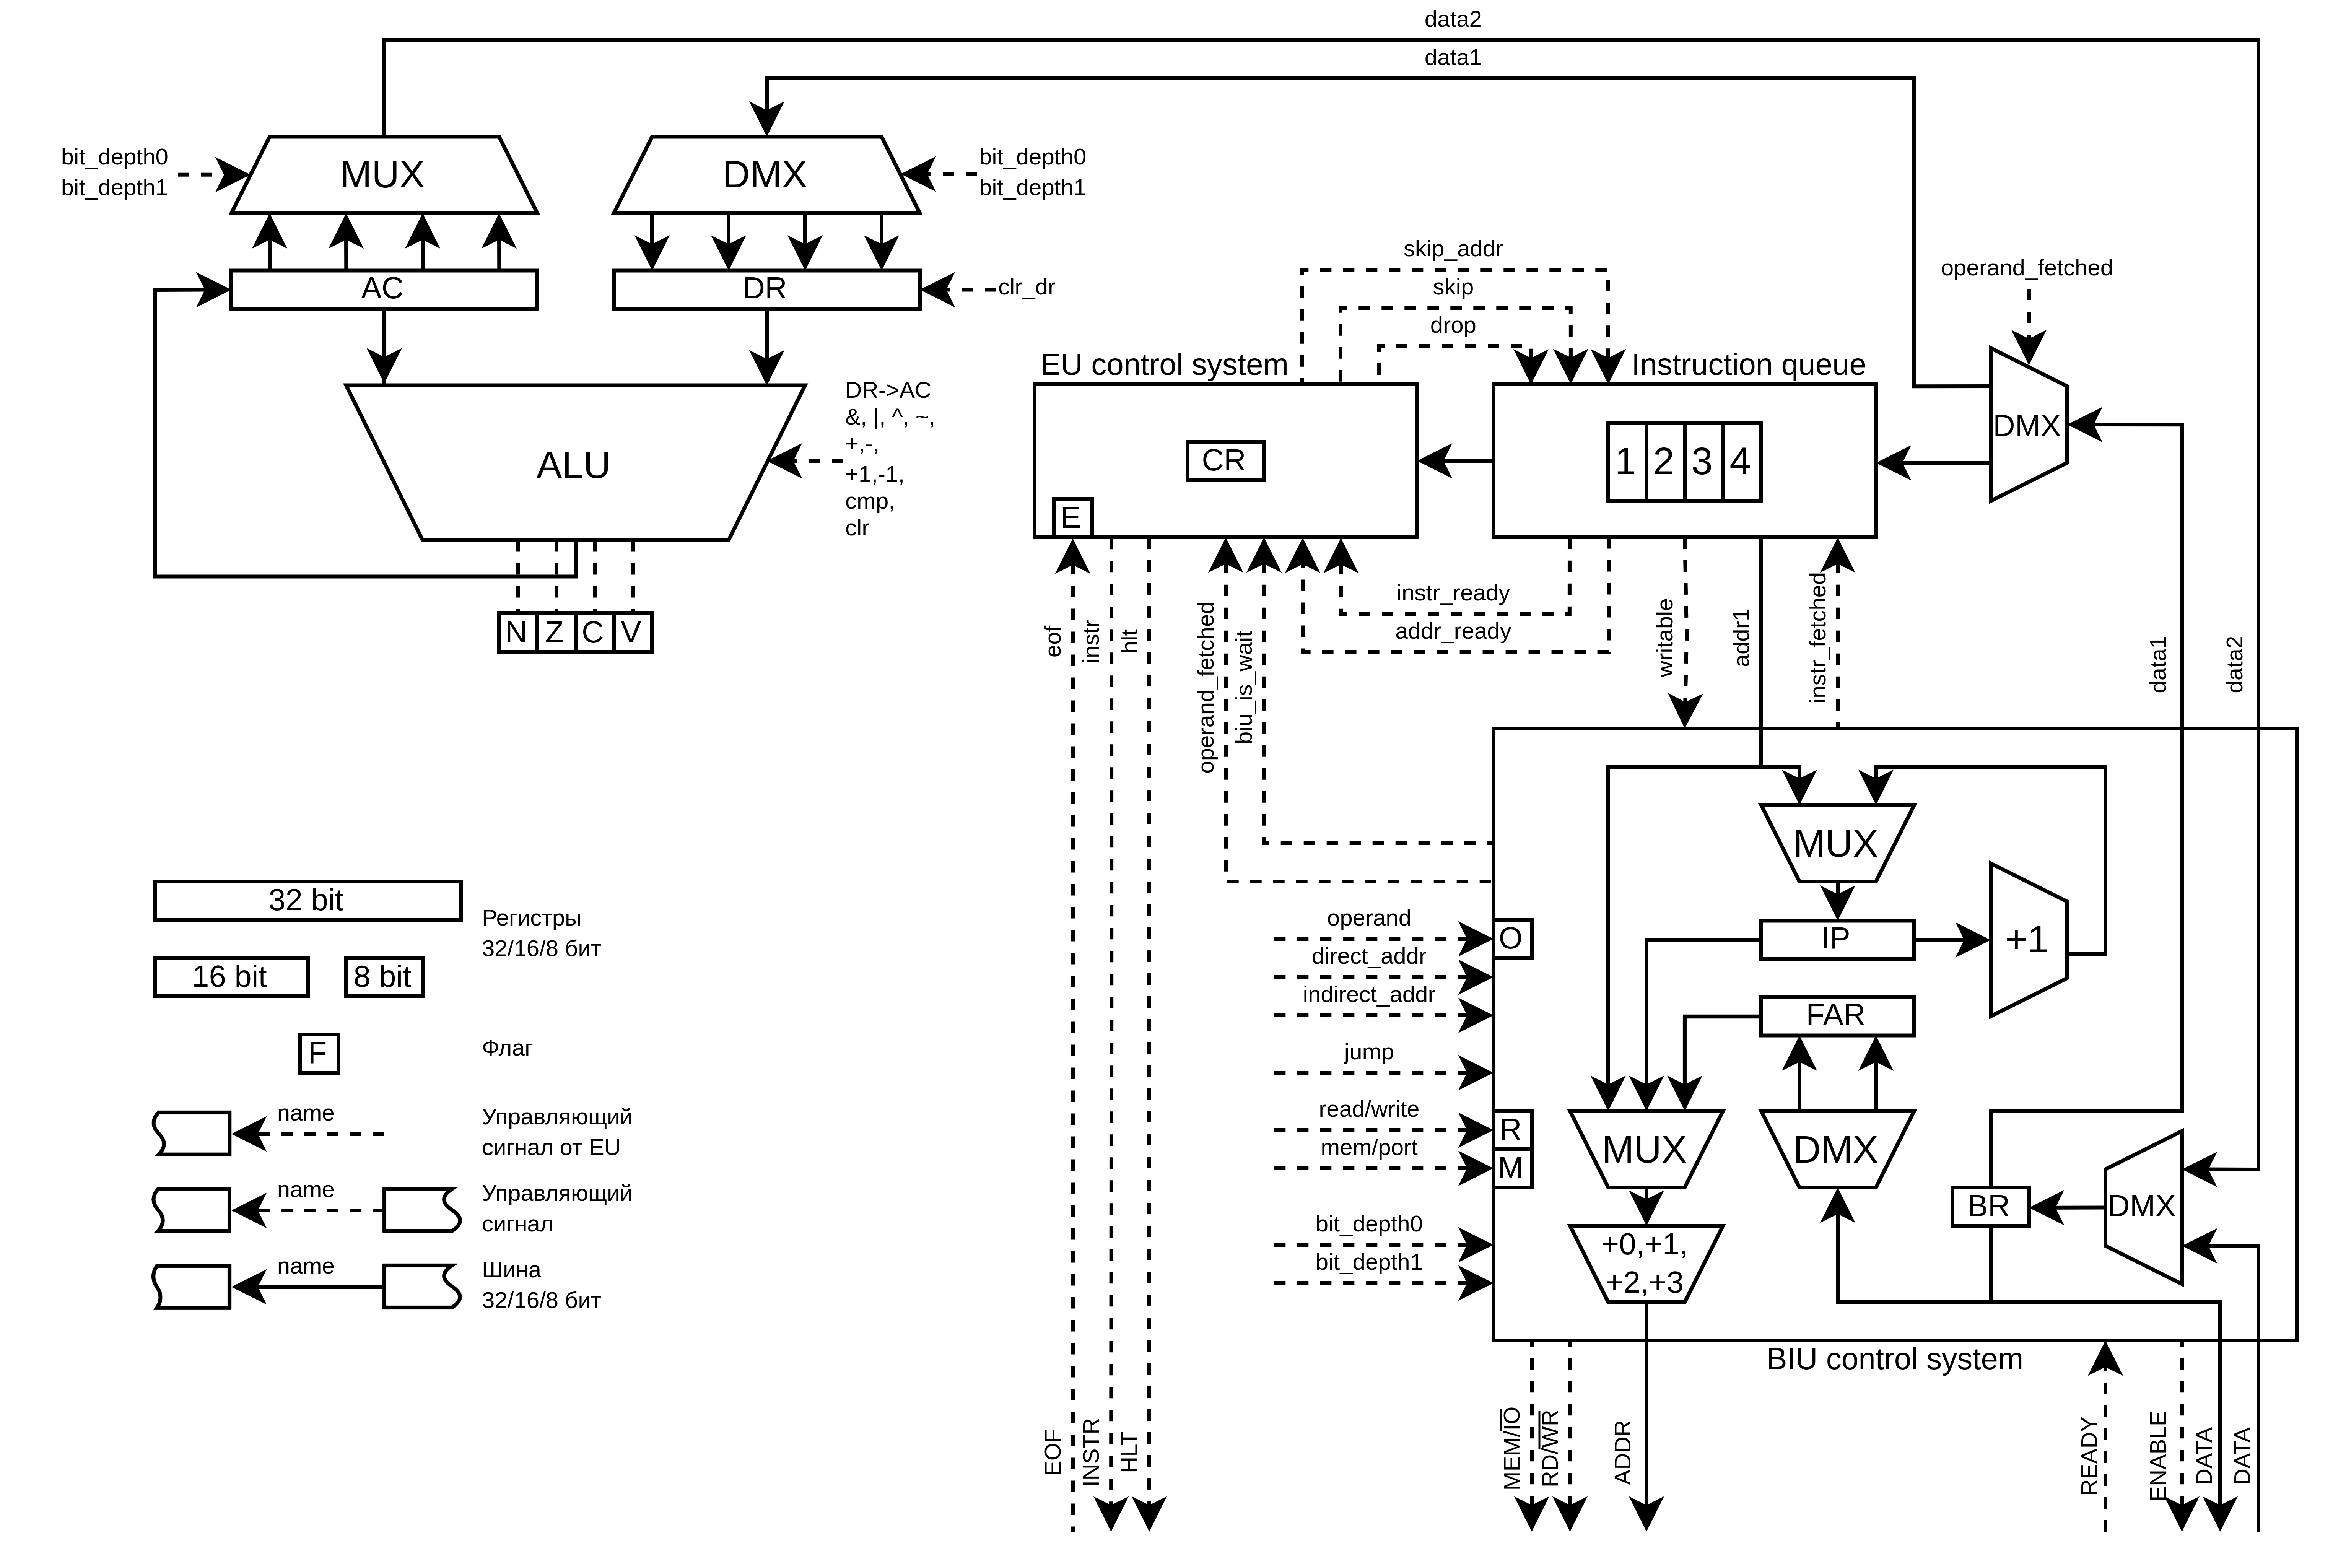 data2
data1
bit_depth0
bit_depth1
MUX
DMX
bit_depth0
bit_depth1
AC
DR
clr_dr
ALU
DR->AC
&, |, ^, ~,
+,-,
+1,-1,
cmp,
clr
N Z C V
skip_addr
skip
drop
EU control system
Instruction queue
CR
E
1 2 3 4
operand_fetched
DMX
eof
instr
hlt
operand_fetched
biu_is_wait
instr_ready
addr_ready
writable
addr1
instr_fetched
data1
data2
MUX
IP
+1
FAR
operand
O
direct_addr
indirect_addr
jump
read/write
R
mem/port
M
bit_depth0
bit_depth1
MUX
DMX
BR
DMX
+0,+1,
+2,+3
BIU control system
EOF
INSTR
HLT
MEM/IO
RD/WR
ADDR
READY
ENABLE
DATA
DATA
32 bit
16 bit
8 bit
Регистры
32/16/8 бит
F
Флаг
name
Управляющий
сигнал от EU
name
Управляющий
сигнал
name
Шина
32/16/8 бит